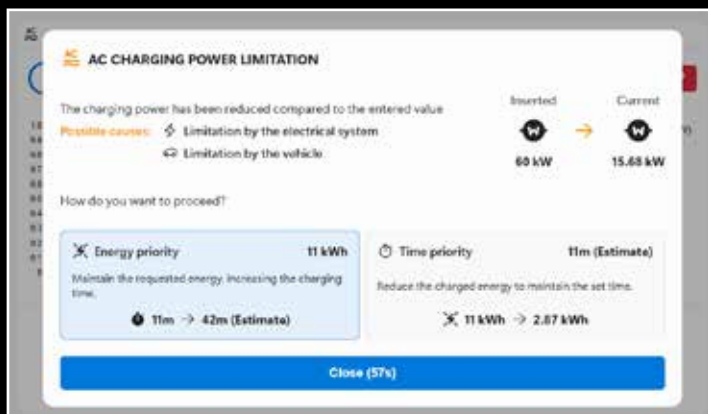 AC CHARGING POWER LIMITATION
The charging power has been reduced compared to the entered value
Possible causes: Limitation by the electrical system
Limitation by the vehicle
Inserted Current
60 kW 15.68 kW
How do you want to proceed?
Energy priority 11 kWh
Maintain the requested energy, increasing the charging
time.
11m → 42m (Estimate)
Time priority 11m (Estimate)
Reduce the charged energy to maintain the set time.
11 kWh → 2.87 kWh
Close (57s)